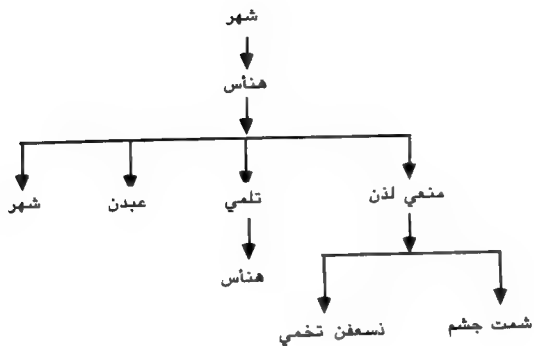 شهر
هنأس
منعي لذن تلمي عبدن شهر
هنأس
شمت جشم نسعفن تخمي